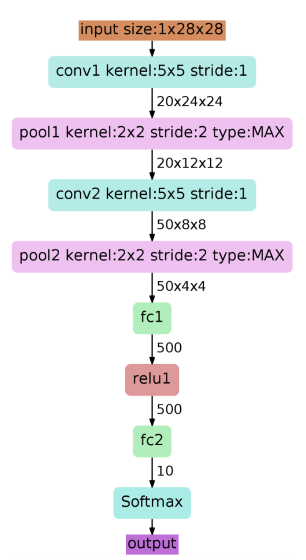 input size:1x28x28
conv1 kernel:5x5 stride:1
20x24x24
pool1 kernel:2x2 stride:2 type:MAX
20x12x12
conv2 kernel:5x5 stride:1
50x8x8
pool2 kernel:2x2 stride:2 type:MAX
50x4x4
fc1
500
relu1
500
fc2
10
Softmax
output